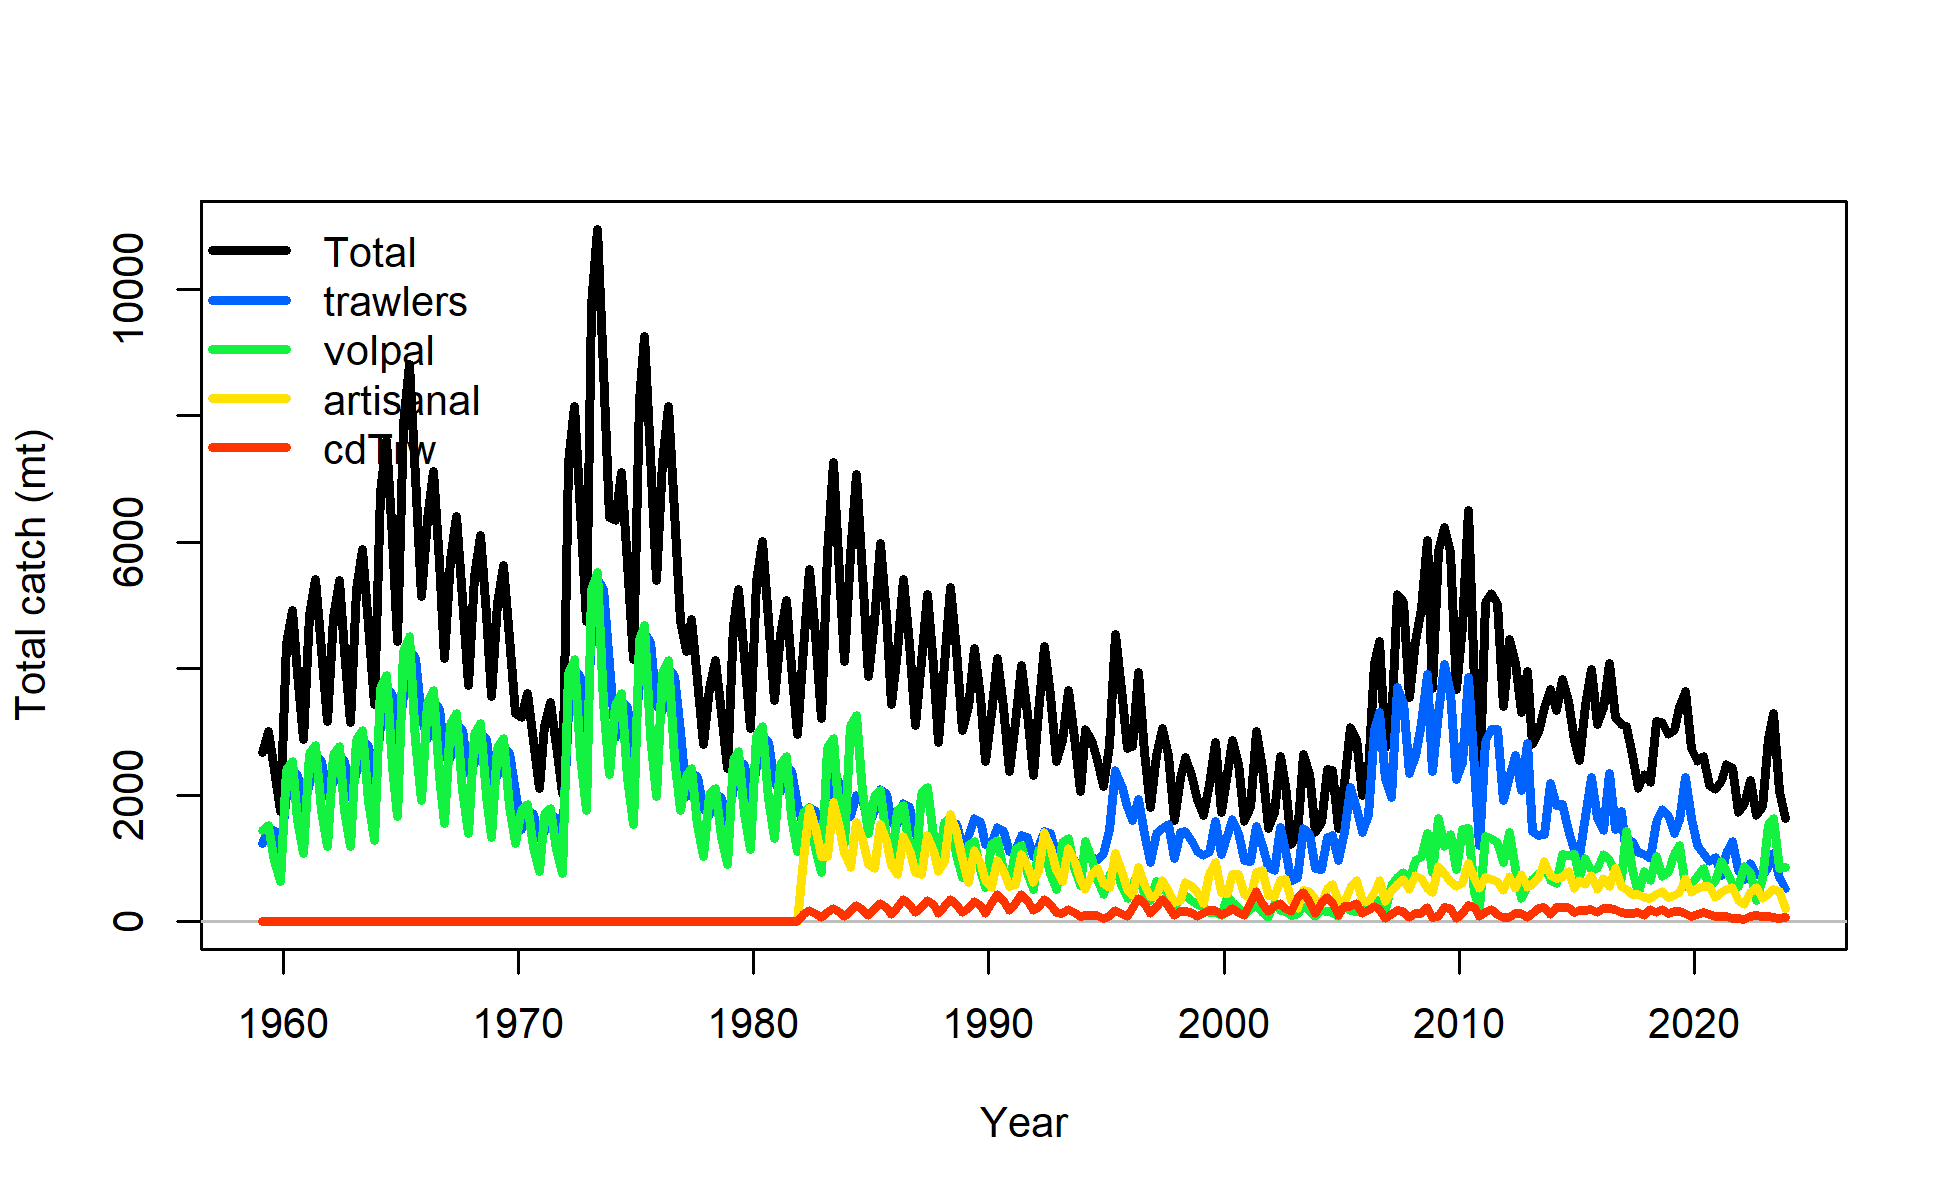 Total
trawlers
volpal
artisanal
cdTrw
Total catch (mt)
10000
6000
2000
0
1960 1970 1980 1990 2000 2010 2020
Year